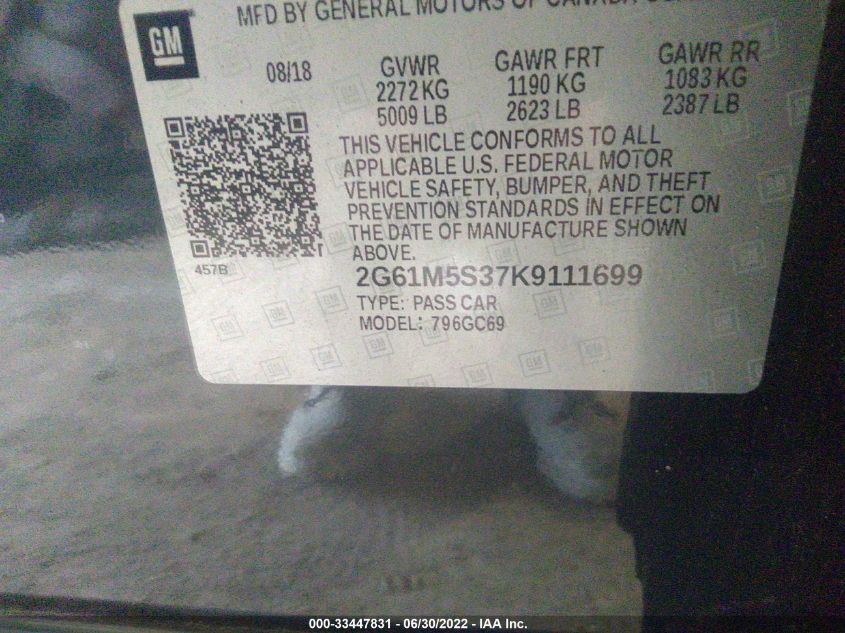 MFD BY GENERAL MOTORS OF CANADA
GM
08/18
GVWR GAWR FRT GAWR RR
2272 KG 1190 KG 1083 KG
5009 LB 2623 LB 2387 LB
THIS VEHICLE CONFORMS TO ALL
APPLICABLE U.S. FEDERAL MOTOR
VEHICLE SAFETY, BUMPER, AND THEFT
PREVENTION STANDARDS IN EFFECT ON
THE DATE OF MANUFACTURE SHOWN
ABOVE.
457B
2G61M5S37K9111699
TYPE: PASS CAR
MODEL: 796GC69
000-33447831 - 06/30/2022 - IAA Inc.